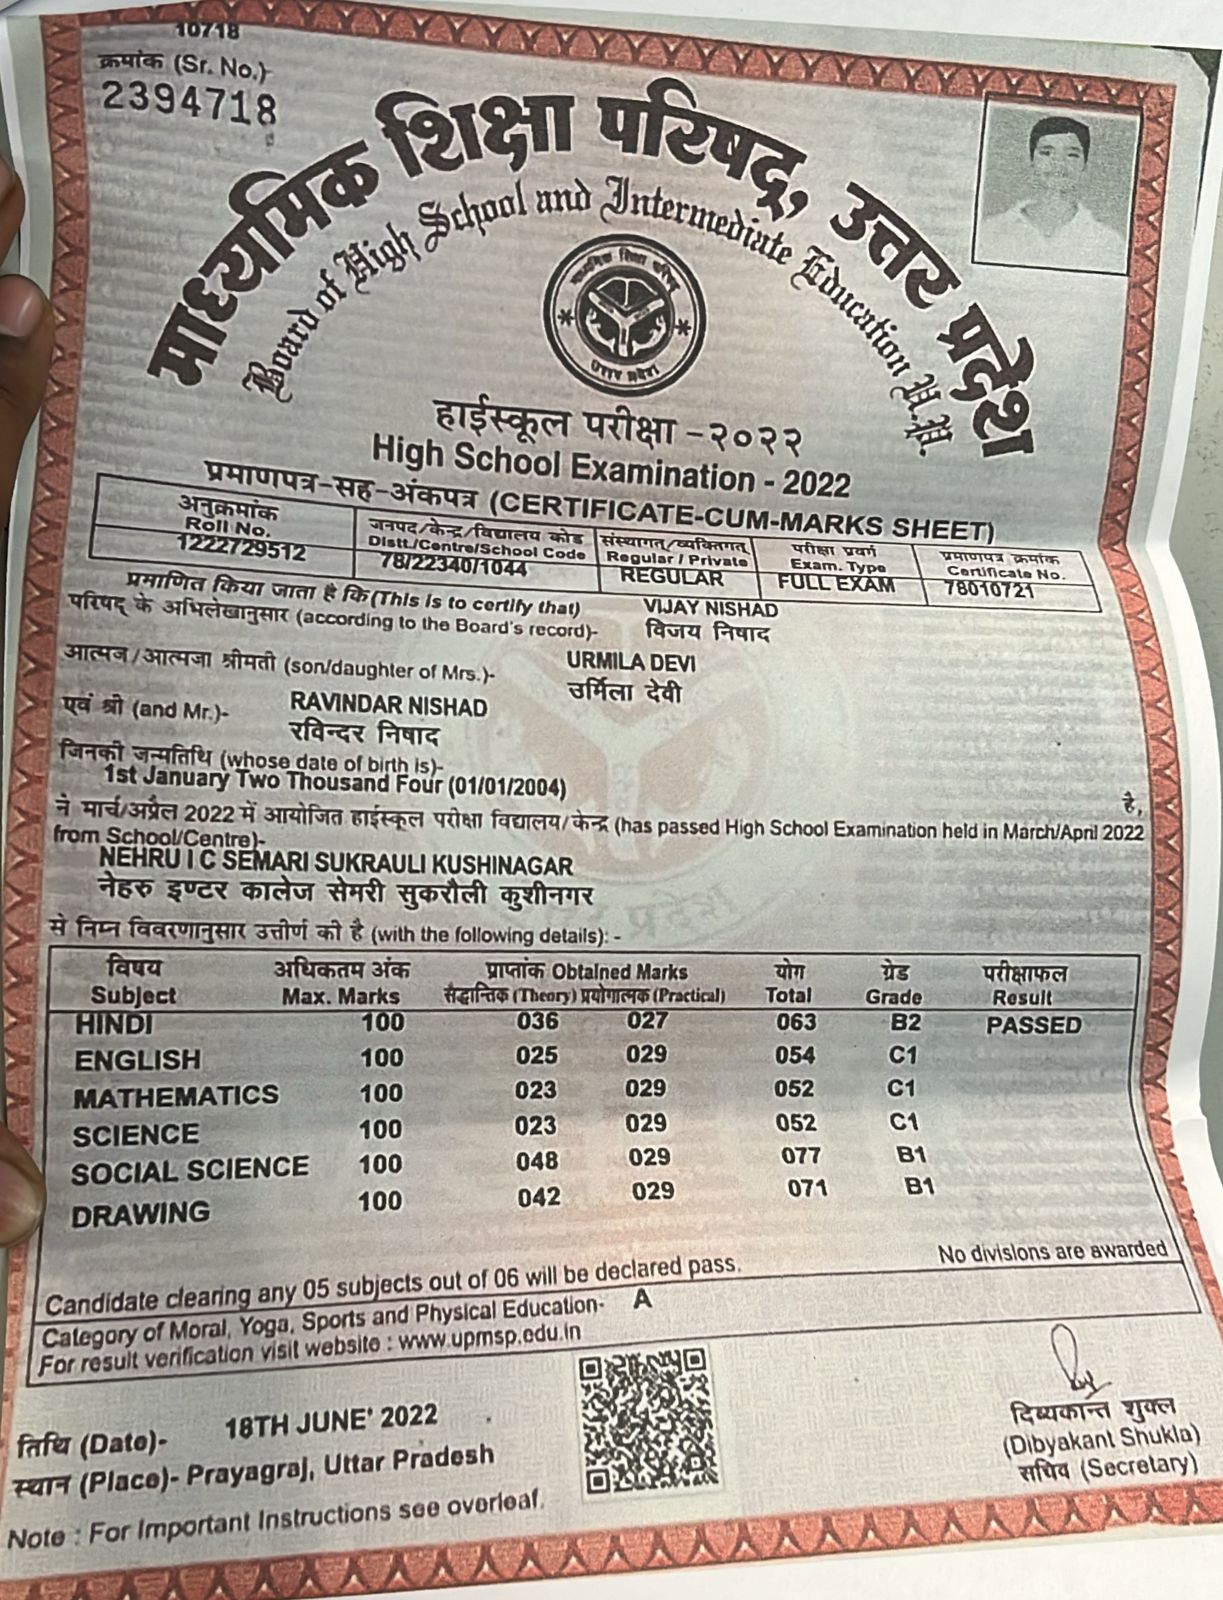 10718
क्रमांक (Sr. No.)
2394718
माध्यमिक शिक्षा परिषद्, उत्तर प्रदेश
Board of High School and Intermediate Education U.P.
माध्यमिक शिक्षा परिषद्
उत्तर प्रदेश
हाईस्कूल परीक्षा -२०२२
High School Examination - 2022
प्रमाणपत्र-सह-अंकपत्र (CERTIFICATE-CUM-MARKS SHEET)
अनुक्रमांक जनपद/केन्द्र/विद्यालय कोड संस्थागत/व्यक्तिगत परीक्षा प्रवर्ग प्रमाणपत्र क्रमांक
Roll No. Distt./Centre/School Code Regular / Private Exam. Type Certificate No.
1222729512 78/22340/1044 REGULAR FULL EXAM 78010721
प्रमाणित किया जाता है कि (This is to certify that) VIJAY NISHAD
परिषद् के अभिलेखानुसार (according to the Board's record)- विजय निषाद
आत्मज/आत्मजा श्रीमती (son/daughter of Mrs.)- URMILA DEVI
उर्मिला देवी
एवं श्री (and Mr.)- RAVINDAR NISHAD
रविन्दर निषाद
जिनकी जन्मतिथि (whose date of birth is)-
1st January Two Thousand Four (01/01/2004)
है,
ने मार्च/अप्रैल 2022 में आयोजित हाईस्कूल परीक्षा विद्यालय/केन्द्र (has passed High School Examination held in March/April 2022
from School/Centre)-
NEHRU I C SEMARI SUKRAULI KUSHINAGAR
नेहरु इण्टर कालेज सेमरी सुकरौली कुशीनगर
से निम्न विवरणानुसार उत्तीर्ण की है (with the following details): -
विषय अधिकतम अंक प्राप्तांक Obtained Marks योग ग्रेड परीक्षाफल
Subject Max. Marks सैद्धान्तिक (Theory) प्रयोगात्मक (Practical) Total Grade Result
HINDI 100 036 027 063 B2 PASSED
ENGLISH 100 025 029 054 C1
MATHEMATICS 100 023 029 052 C1
SCIENCE 100 023 029 052 C1
SOCIAL SCIENCE 100 048 029 077 B1
DRAWING 100 042 029 071 B1
No divisions are awarded
Candidate clearing any 05 subjects out of 06 will be declared pass.
Category of Moral, Yoga, Sports and Physical Education- A
For result verification visit website : www.upmsp.edu.in
तिथि (Date)- 18TH JUNE' 2022
स्थान (Place)- Prayagraj, Uttar Pradesh
दिब्यकान्त शुक्ल
(Dibyakant Shukla)
सचिव (Secretary)
Note : For Important Instructions see overleaf.